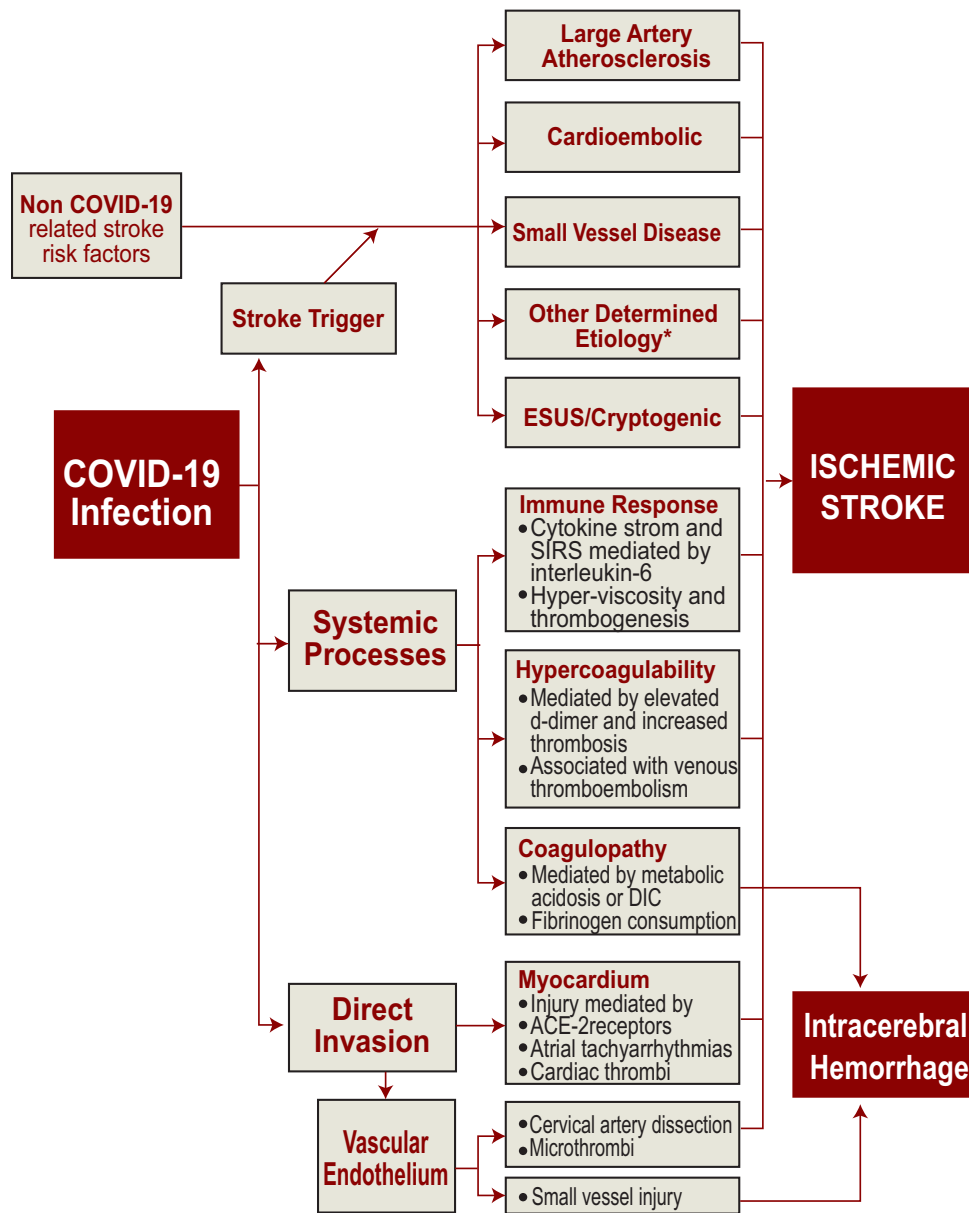 Large Artery
Atherosclerosis
Cardioembolic
Non COVID-19
related stroke
risk factors
Small Vessel Disease
Stroke Trigger
Other Determined
Etiology*
ESUS/Cryptogenic
COVID-19
Infection
ISCHEMIC
STROKE
Immune Response
• Cytokine strom and
SIRS mediated by
interleukin-6
• Hyper-viscosity and
thrombogenesis
Systemic
Processes
Hypercoagulability
• Mediated by elevated
d-dimer and increased
thrombosis
• Associated with venous
thromboembolism
Coagulopathy
• Mediated by metabolic
acidosis or DIC
• Fibrinogen consumption
Direct
Invasion
Myocardium
• Injury mediated by
• ACE-2receptors
• Atrial tachyarrhythmias
• Cardiac thrombi
Intracerebral
Hemorrhage
Vascular
Endothelium
• Cervical artery dissection
• Microthrombi
• Small vessel injury